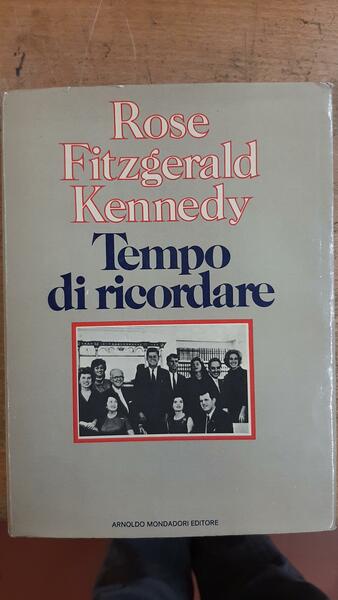 Rose
Fitzgerald
Kennedy
Tempo
di ricordare
ARNOLDO MONDADORI EDITORE